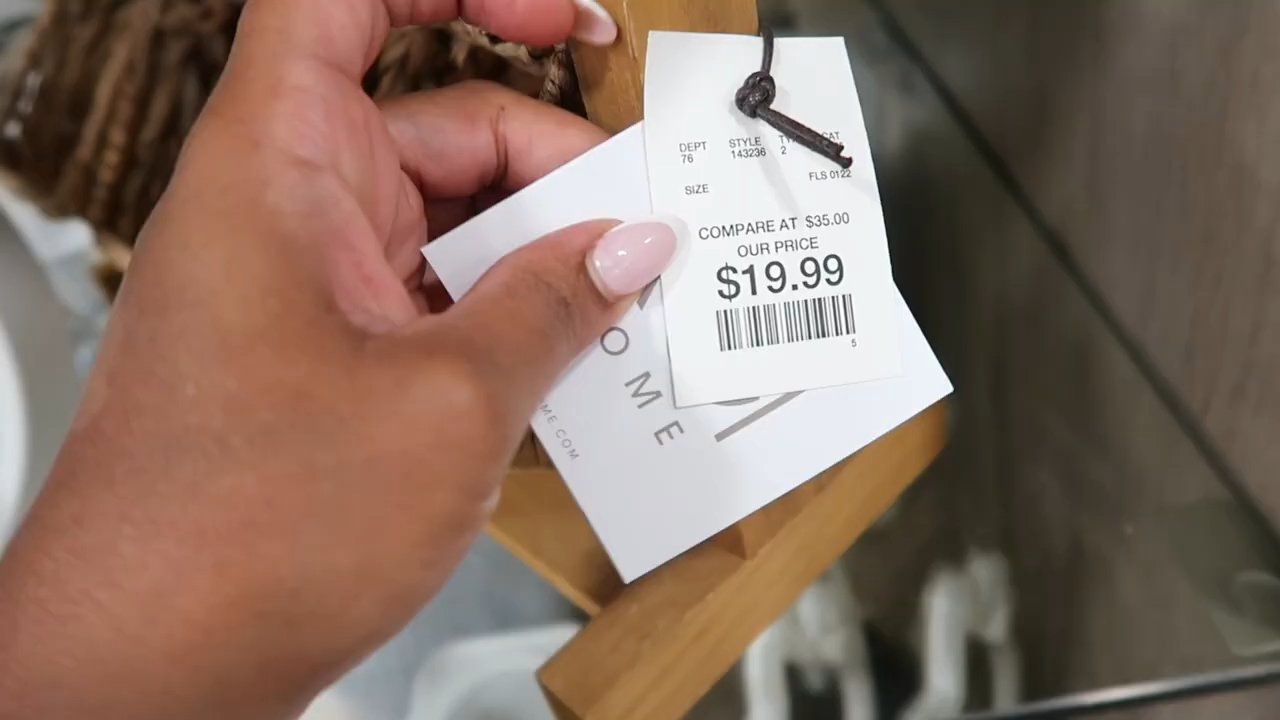 DEPT STYLE
76 143236 2
SIZE
FLS 0122
COMPARE AT $35.00
OUR PRICE
$19.99
5
OME
ME.COM